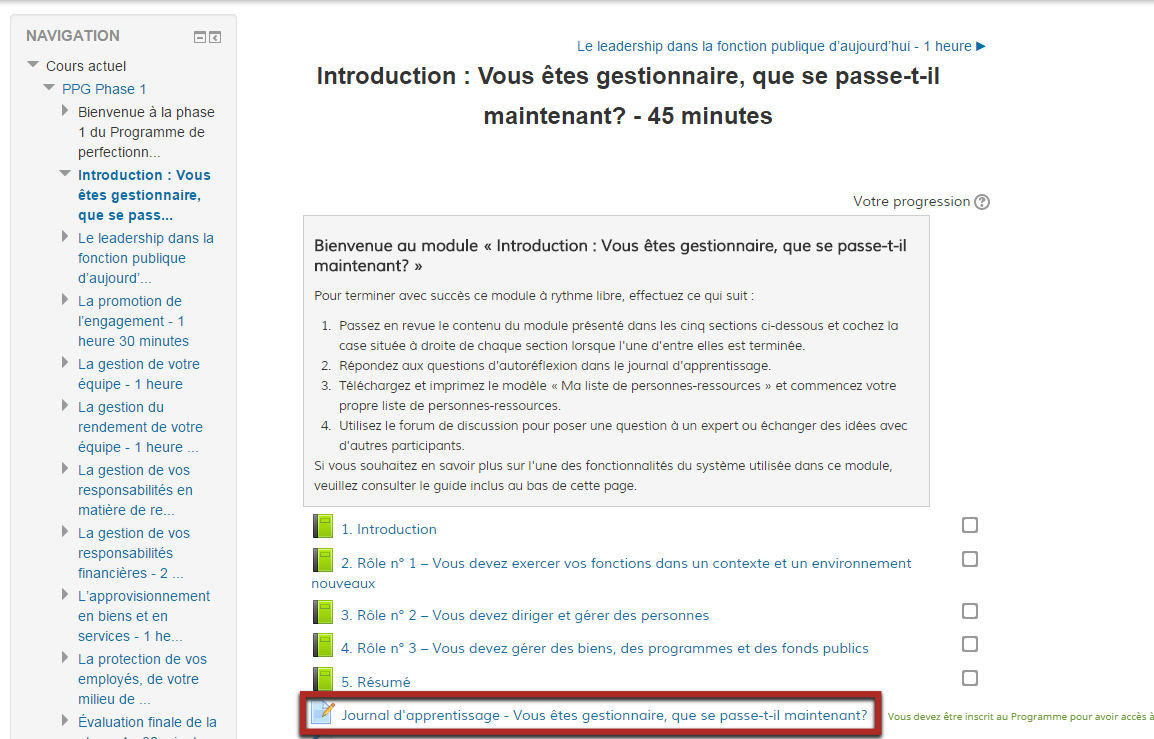 NAVIGATION
Cours actuel
PPG Phase 1
Bienvenue à la phase
1 du Programme de
perfectionn...
Introduction : Vous
êtes gestionnaire,
que se pass...
Le leadership dans la
fonction publique
d'aujourd'...
La promotion de
l'engagement - 1
heure 30 minutes
La gestion de votre
équipe - 1 heure
La gestion du
rendement de votre
équipe - 1 heure ...
La gestion de vos
responsabilités en
matière de re...
La gestion de vos
responsabilités
financières - 2 ...
L'approvisionnement
en biens et en
services - 1 he...
La protection de vos
employés, de votre
milieu de ...
Évaluation finale de la
Le leadership dans la fonction publique d'aujourd'hui - 1 heure ▶
Introduction : Vous êtes gestionnaire, que se passe-t-il
maintenant? - 45 minutes
Votre progression ?
Bienvenue au module « Introduction : Vous êtes gestionnaire, que se passe-t-il
maintenant? »
Pour terminer avec succès ce module à rythme libre, effectuez ce qui suit :
1. Passez en revue le contenu du module présenté dans les cinq sections ci-dessous et cochez la
case située à droite de chaque section lorsque l'une d'entre elles est terminée.
2. Répondez aux questions d'autoréflexion dans le journal d'apprentissage.
3. Téléchargez et imprimez le modèle « Ma liste de personnes-ressources » et commencez votre
propre liste de personnes-ressources.
4. Utilisez le forum de discussion pour poser une question à un expert ou échanger des idées avec
d'autres participants.
Si vous souhaitez en savoir plus sur l'une des fonctionnalités du système utilisée dans ce module,
veuillez consulter le guide inclus au bas de cette page.
1. Introduction
2. Rôle n° 1 – Vous devez exercer vos fonctions dans un contexte et un environnement
nouveaux
3. Rôle n° 2 – Vous devez diriger et gérer des personnes
4. Rôle n° 3 – Vous devez gérer des biens, des programmes et des fonds publics
5. Résumé
Journal d'apprentissage - Vous êtes gestionnaire, que se passe-t-il maintenant?
Vous devez être inscrit au Programme pour avoir accès à